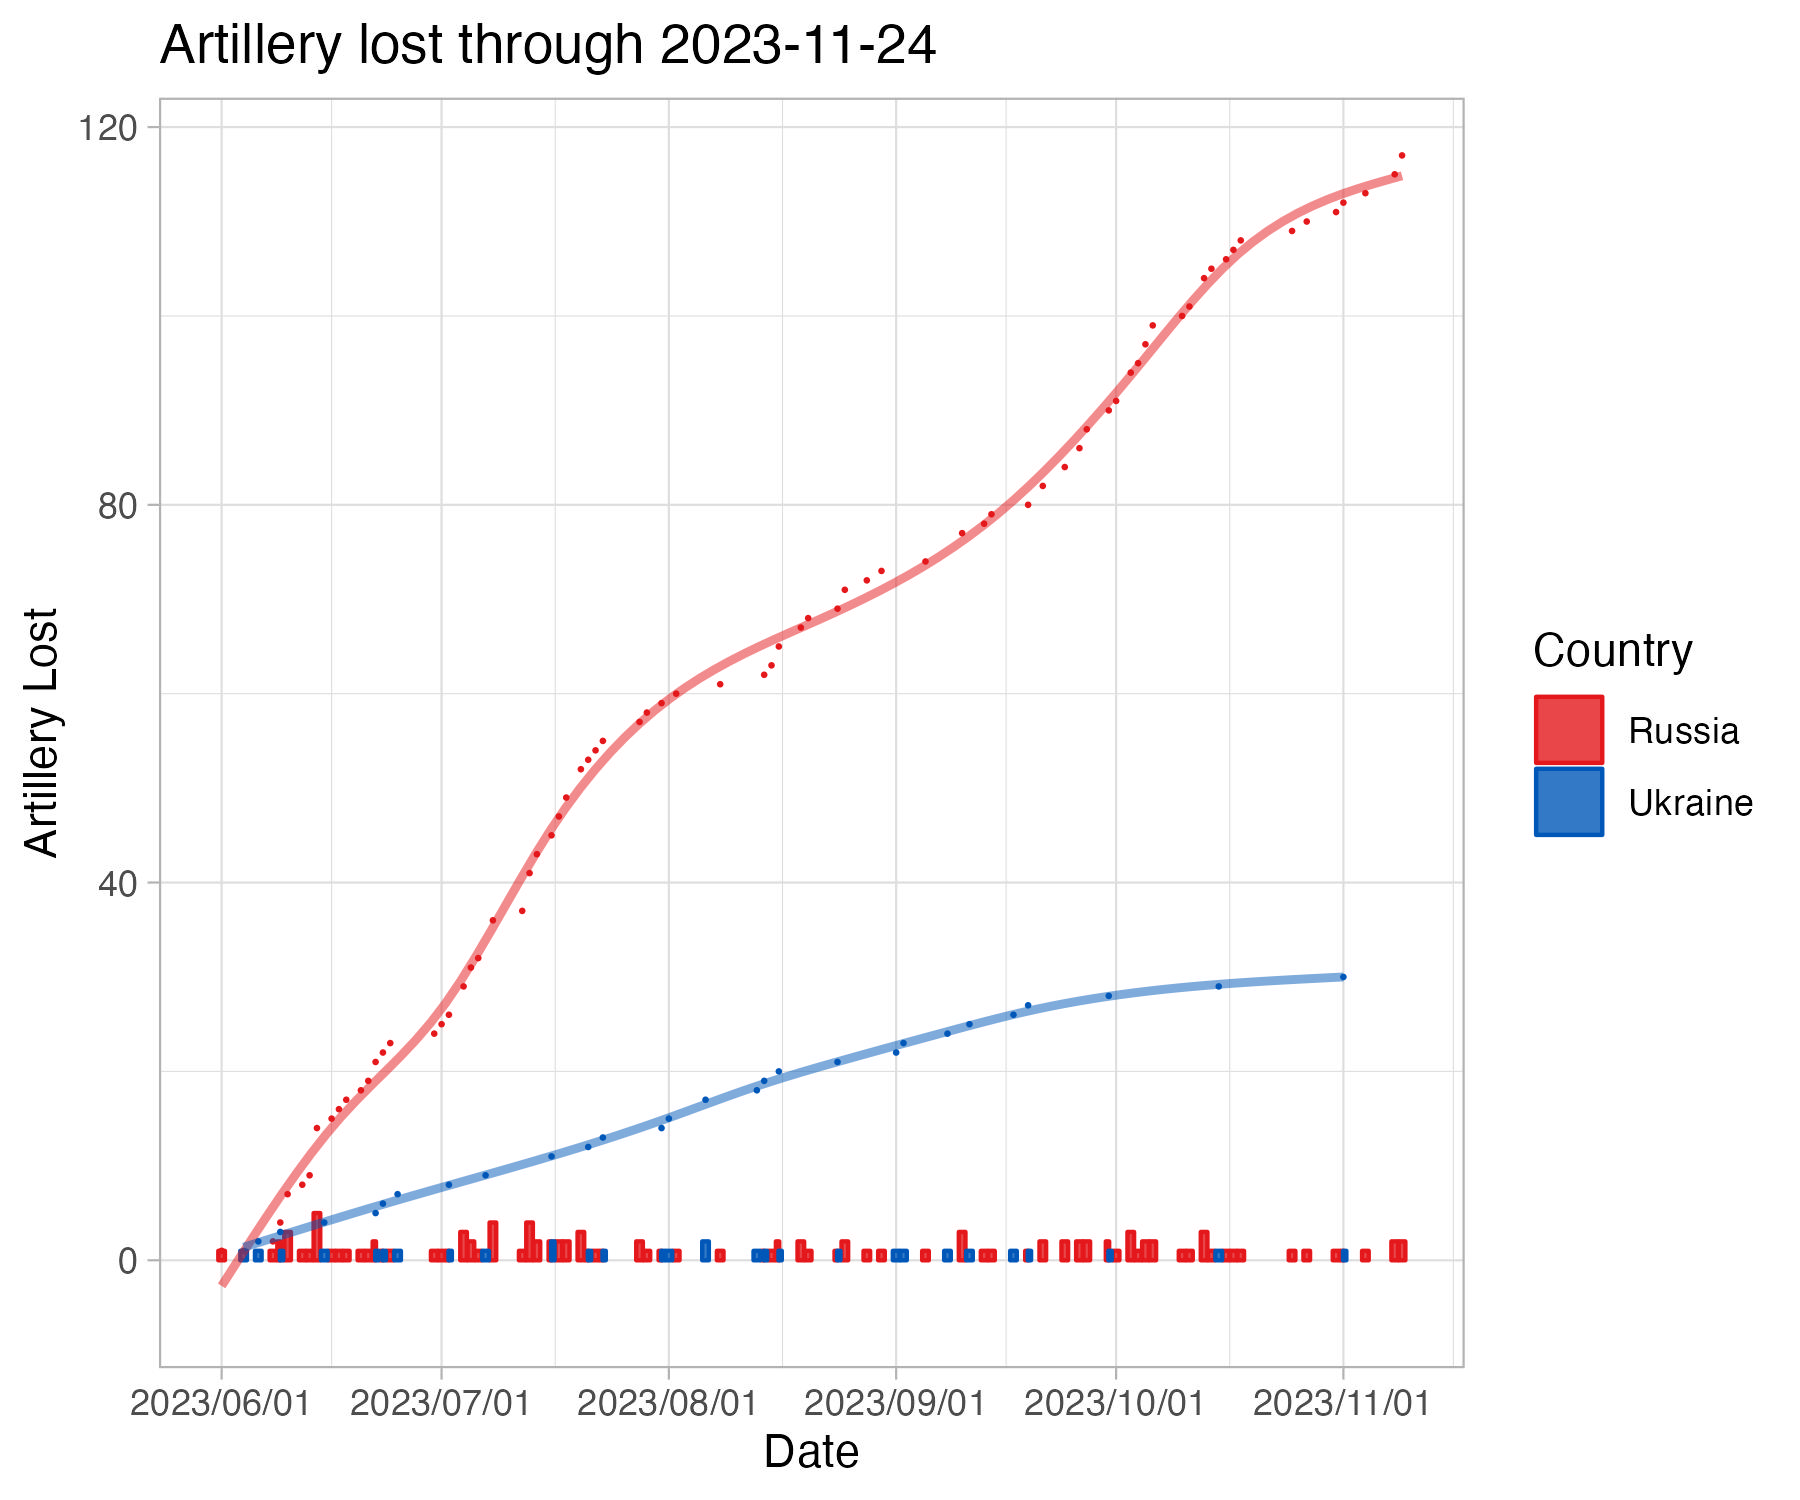 Artillery lost through 2023-11-24
120
80
40
0
Artillery Lost
2023/06/01
2023/07/01
2023/08/01
2023/09/01
2023/10/01
2023/11/01
Date
Country
Russia
Ukraine